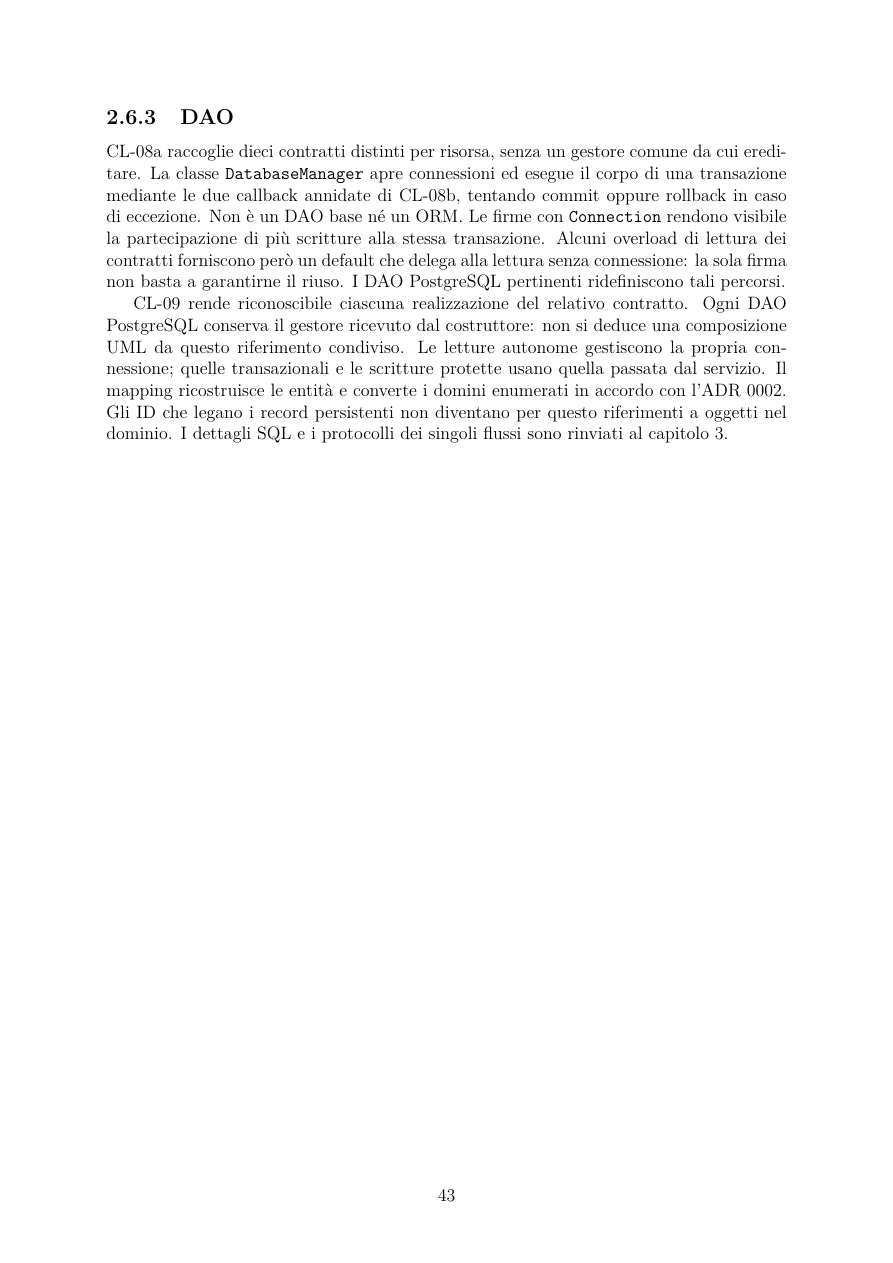 2.6.3 DAO
CL-08a raccoglie dieci contratti distinti per risorsa, senza un gestore comune da cui eredi-
tare. La classe DatabaseManager apre connessioni ed esegue il corpo di una transazione
mediante le due callback annidate di CL-08b, tentando commit oppure rollback in caso
di eccezione. Non è un DAO base né un ORM. Le firme con Connection rendono visibile
la partecipazione di più scritture alla stessa transazione. Alcuni overload di lettura dei
contratti forniscono però un default che delega alla lettura senza connessione: la sola firma
non basta a garantirne il riuso. I DAO PostgreSQL pertinenti ridefiniscono tali percorsi.
CL-09 rende riconoscibile ciascuna realizzazione del relativo contratto. Ogni DAO
PostgreSQL conserva il gestore ricevuto dal costruttore: non si deduce una composizione
UML da questo riferimento condiviso. Le letture autonome gestiscono la propria con-
nessione; quelle transazionali e le scritture protette usano quella passata dal servizio. Il
mapping ricostruisce le entità e converte i domini enumerati in accordo con l'ADR 0002.
Gli ID che legano i record persistenti non diventano per questo riferimenti a oggetti nel
dominio. I dettagli SQL e i protocolli dei singoli flussi sono rinviati al capitolo 3.
43